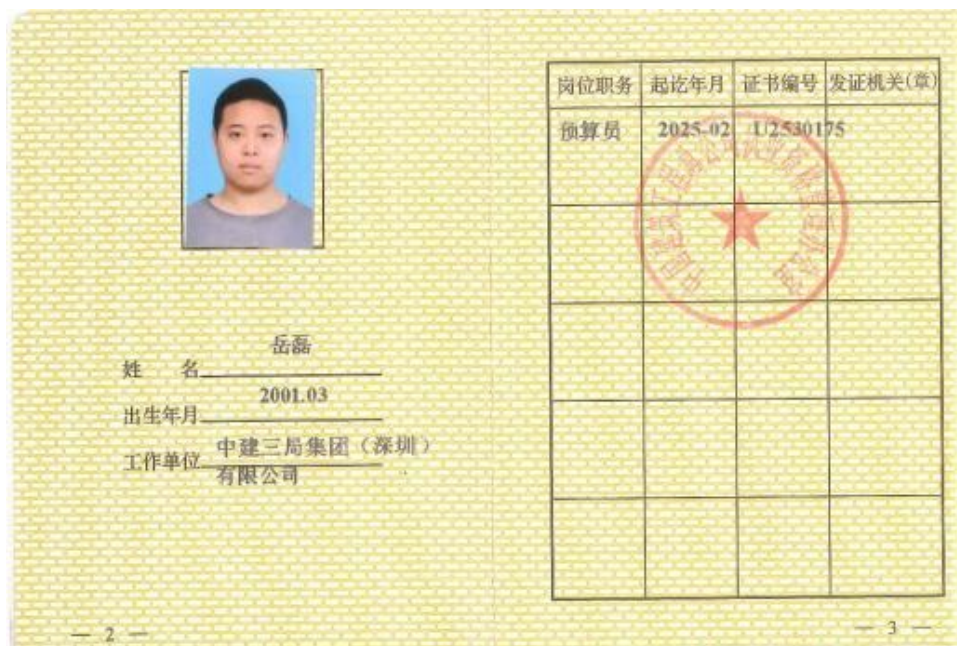 岳磊
姓 名
2001.03
出生年月
中建三局集团（深圳）
工作单位
有限公司
— 2 —
岗位职务 起讫年月 证书编号 发证机关(章)
预算员 2025-02 U2530175
— 3 —